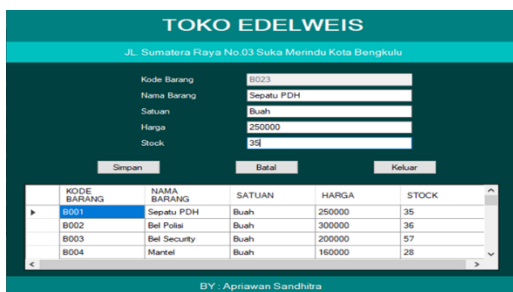 TOKO EDELWEIS
JL. Sumatera Raya No.03 Suka Merindu Kota Bengkulu
Kode Barang B023
Nama Barang Sepatu PDH
Satuan Buah
Harga 250000
Stock 35
Simpan Batal Keluar
KODE BARANG NAMA BARANG SATUAN HARGA STOCK
B001 Sepatu PDH Buah 250000 35
B002 Bel Polisi Buah 300000 36
B003 Bel Security Buah 200000 57
B004 Mantel Buah 160000 28
BY : Apriawan Sandhitra